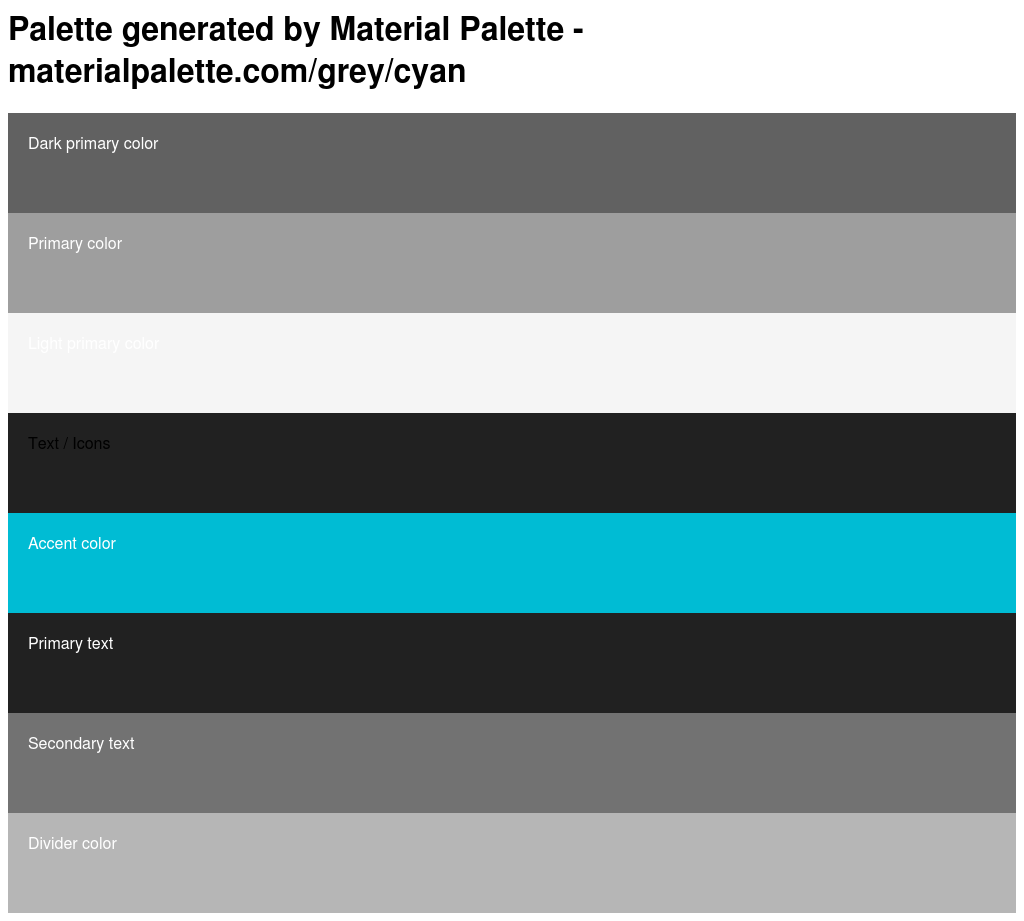 Palette generated by Material Palette -
materialpalette.com/grey/cyan
Dark primary color
Primary color
Light primary color
Text / Icons
Accent color
Primary text
Secondary text
Divider color